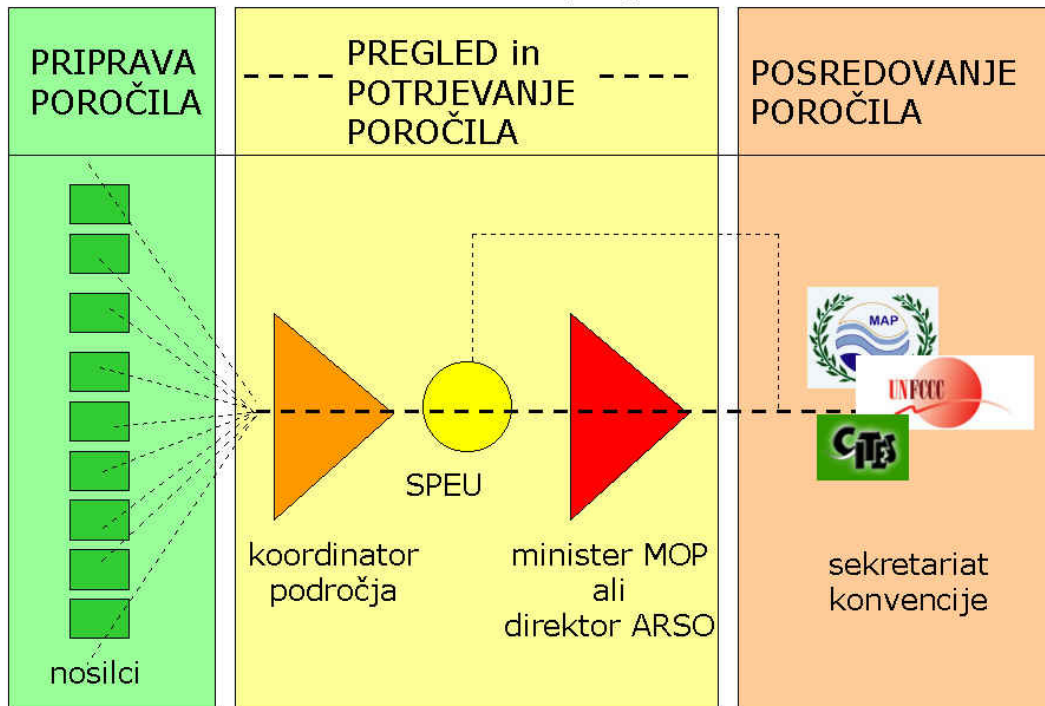 PRIPRAVA
POROČILA
PREGLED in
POTRJEVANJE
POROČILA
POSREDOVANJE
POROČILA
MAP
UNFCCC
CITES
SPEU
koordinator
področja
minister MOP
ali
direktor ARSO
sekretariat
konvencije
nosilci